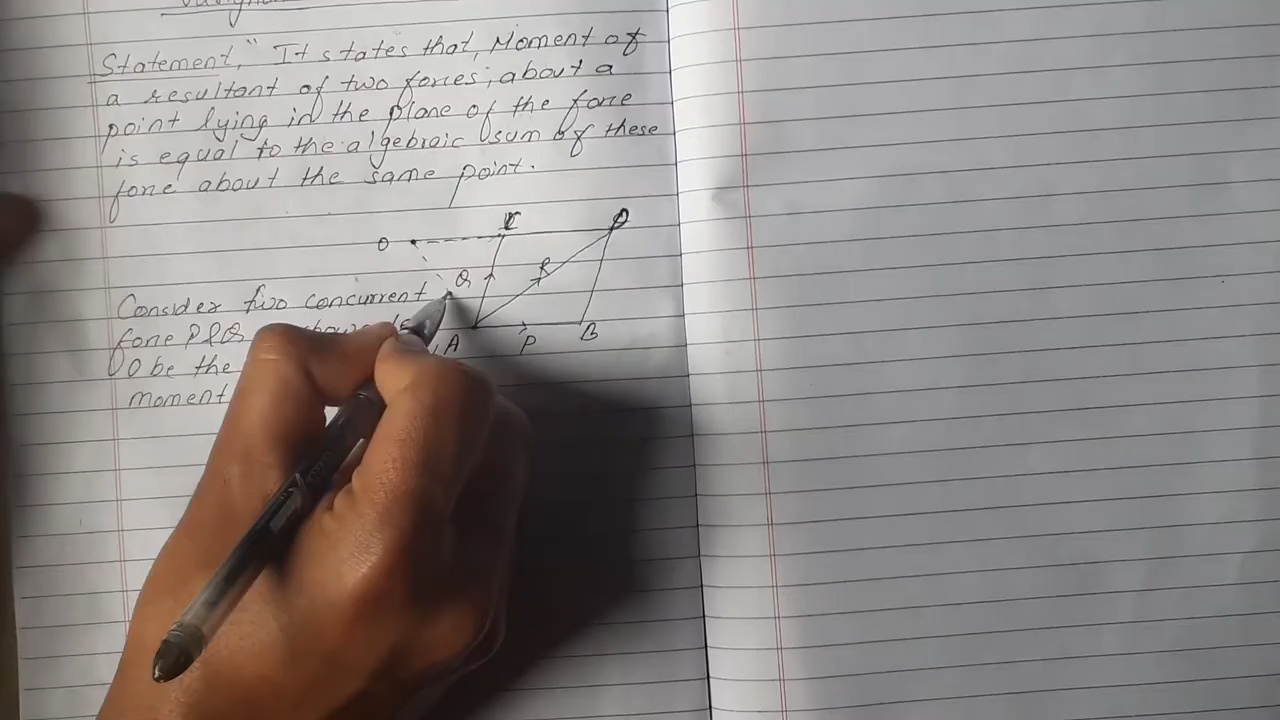 Statement, " It states that, Moment of
a resultant of two forces, about a
point lying in the plane of the force
is equal to the algebraic sum of these
force about the same point.
O
D
Q
R
A
P
B
Consider two concurrent
force P & Q
O be the
moment